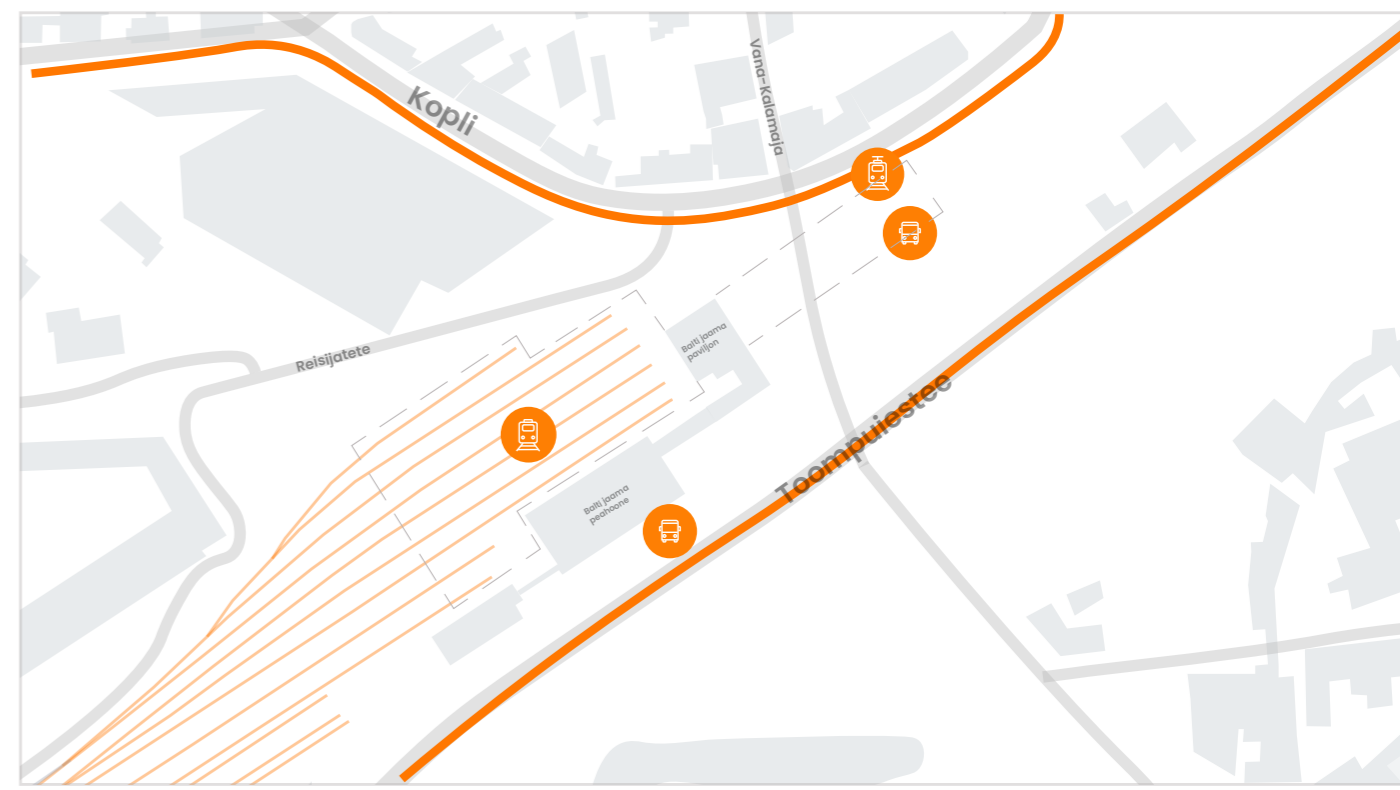 Kopli
Vana-Kalamaja
Reisijatete
Balti jaama
paviljon
Toompuiestee
Balti jaama
peahoone